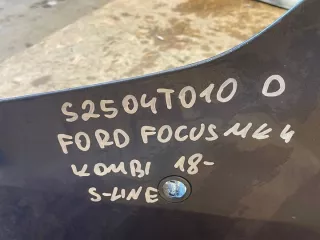 S2504T010 D
FORD FOCUS MK4
KOMBI 18-
S-LINE